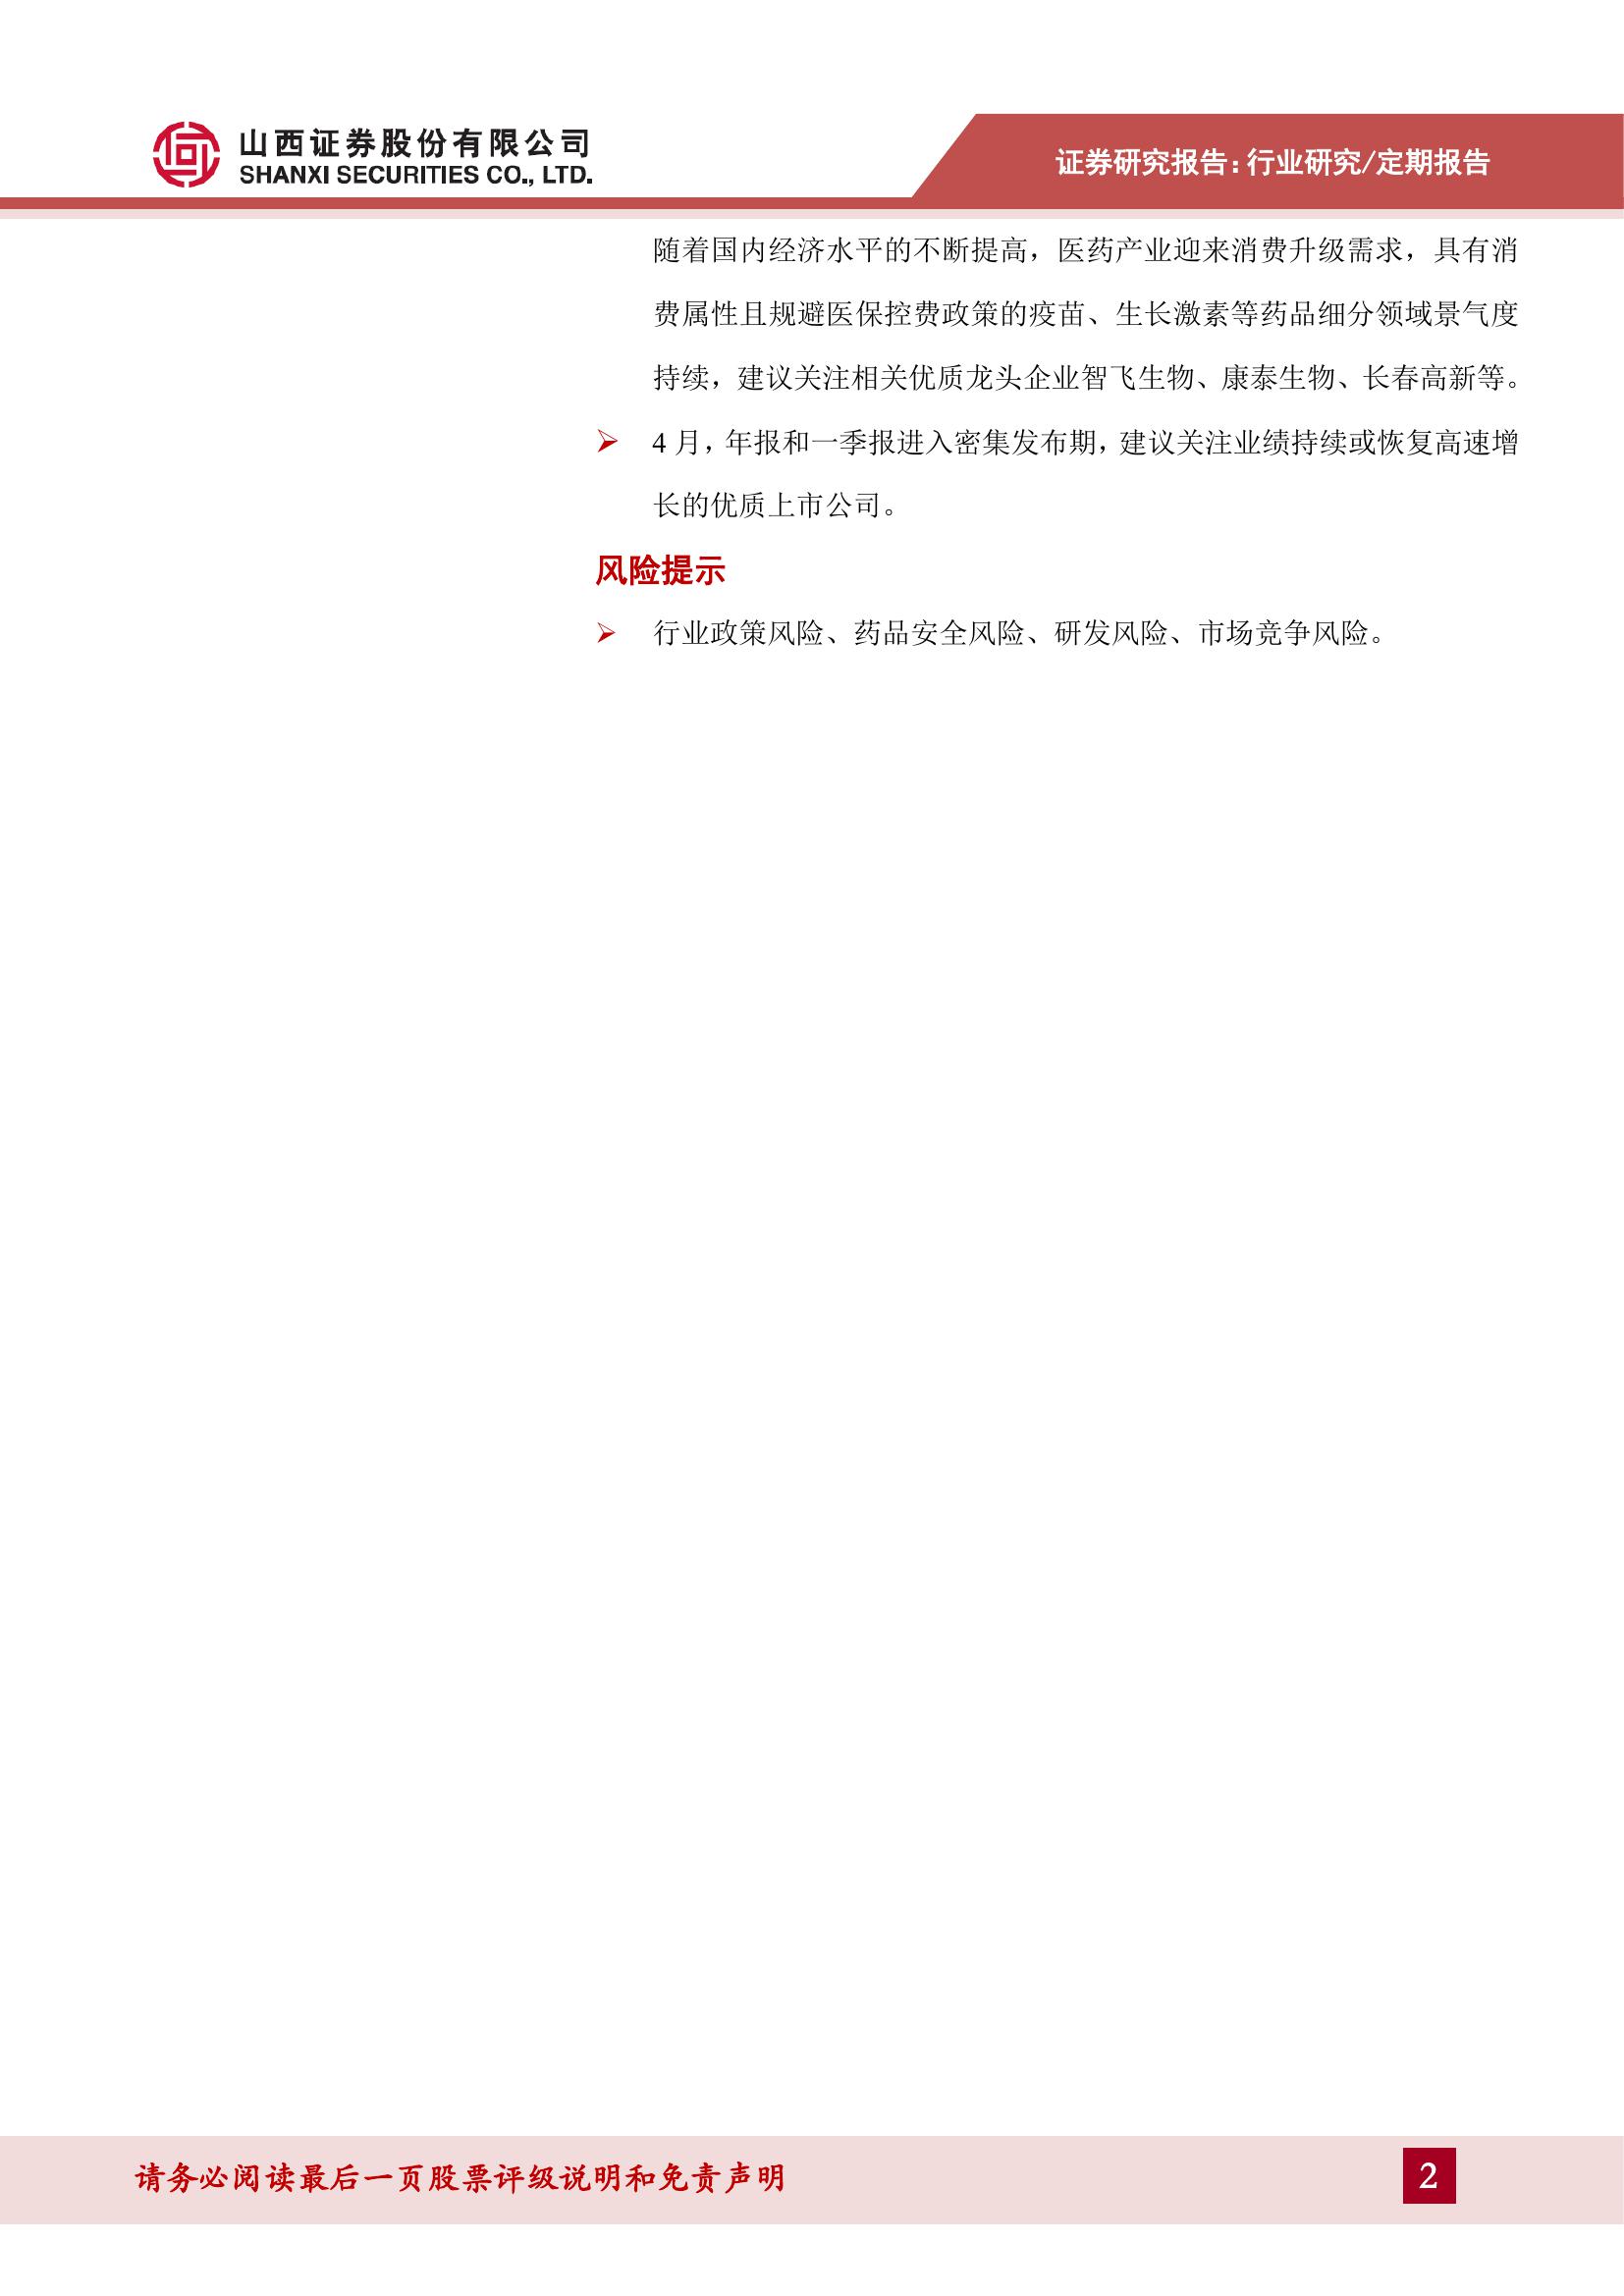 山西证券股份有限公司
SHANXI SECURITIES CO., LTD.
证券研究报告:行业研究/定期报告
随着国内经济水平的不断提高，医药产业迎来消费升级需求，具有消
费属性且规避医保控费政策的疫苗、生长激素等药品细分领域景气度
持续，建议关注相关优质龙头企业智飞生物、康泰生物、长春高新等。
4 月，年报和一季报进入密集发布期，建议关注业绩持续或恢复高速增
长的优质上市公司。
风险提示
行业政策风险、药品安全风险、研发风险、市场竞争风险。
请务必阅读最后一页股票评级说明和免责声明
2